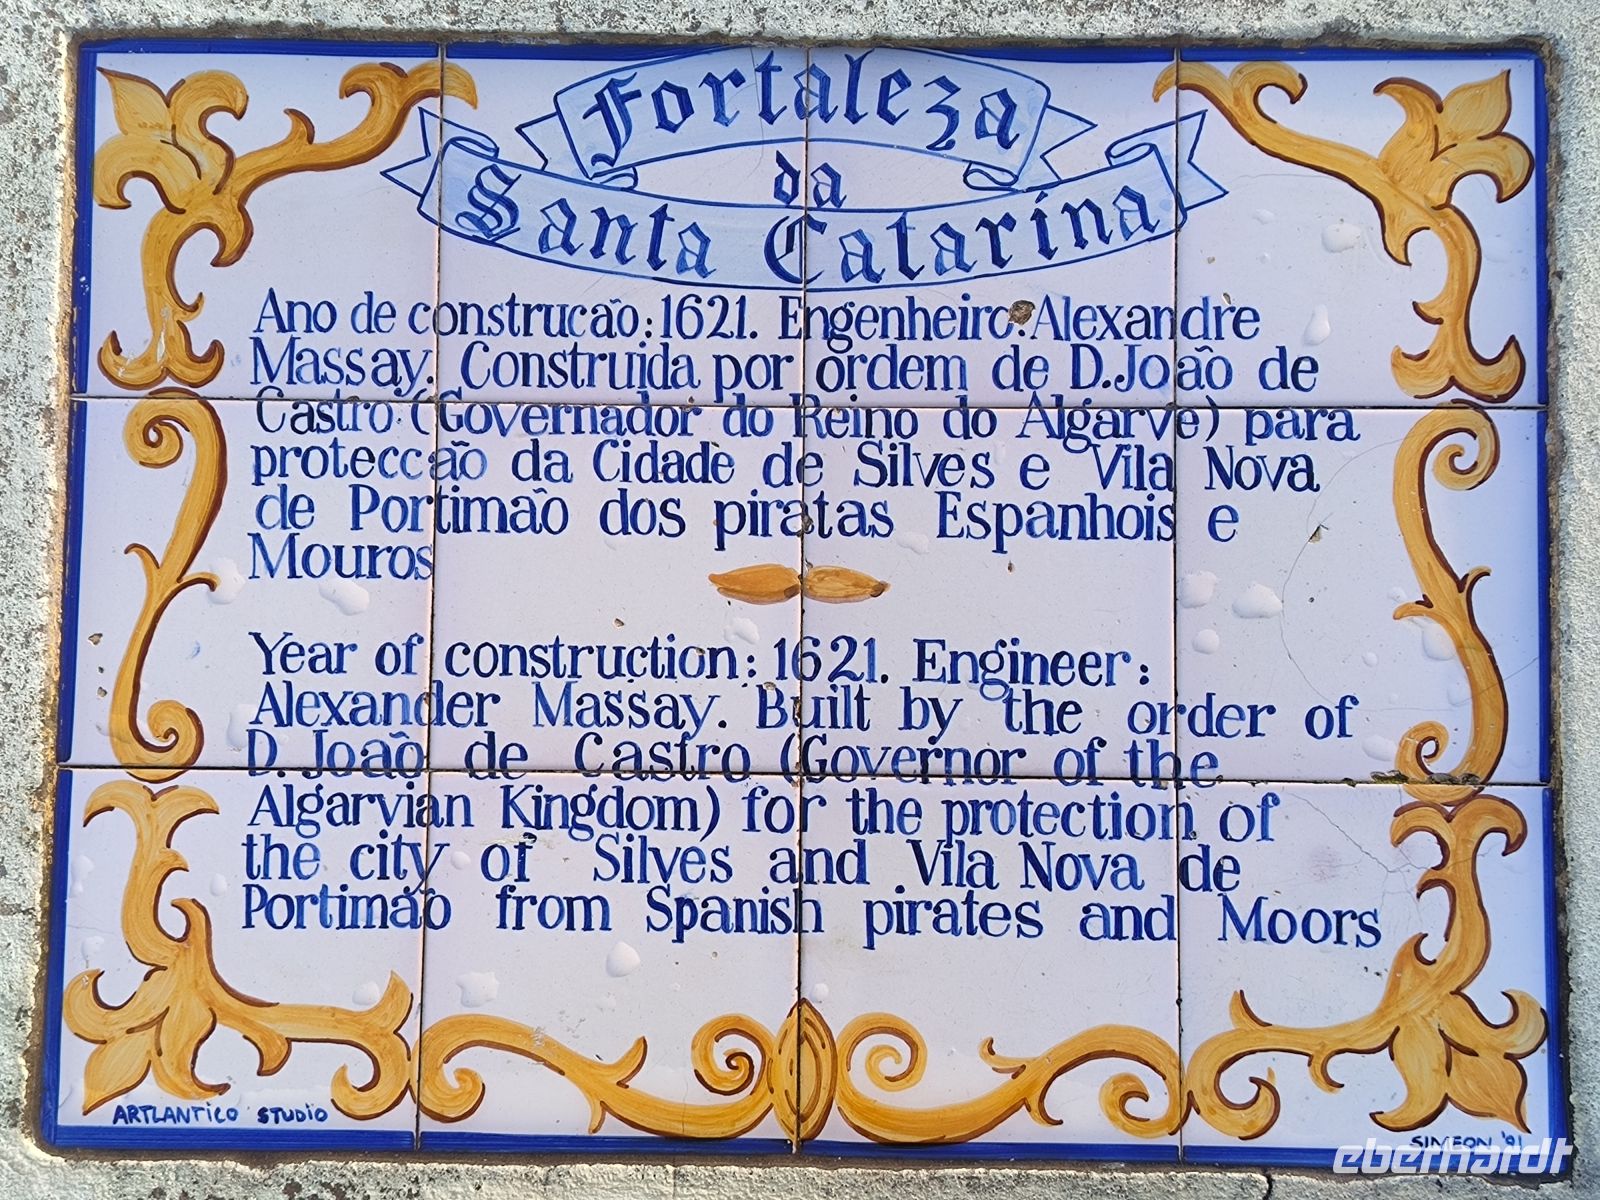 Fortaleza
da
Santa Catarina
Ano de construcão: 1621. Engenheiro: Alexandre
Massay. Construida por ordem de D. João de
Castro (Governador do Reino do Algarve) para
proteccão da Cidade de Silves e Vila Nova
de Portimão dos piratas Espanhois e
Mouros
Year of construction: 1621. Engineer:
Alexander Massay. Built by the order of
D. João de Castro (Governor of the
Algarvian Kingdom) for the protection of
the city of Silves and Vila Nova de
Portimão from Spanish pirates and Moors
ARTLANTICO STUDIO
SIMEON '91
eberhardt